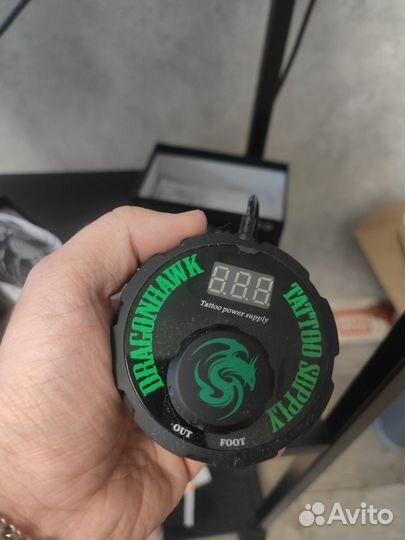 DRAGONHAWK
8.8.8
Tattoo power supply
TATTOO SUPPLY
OUT
FOOT
Avito